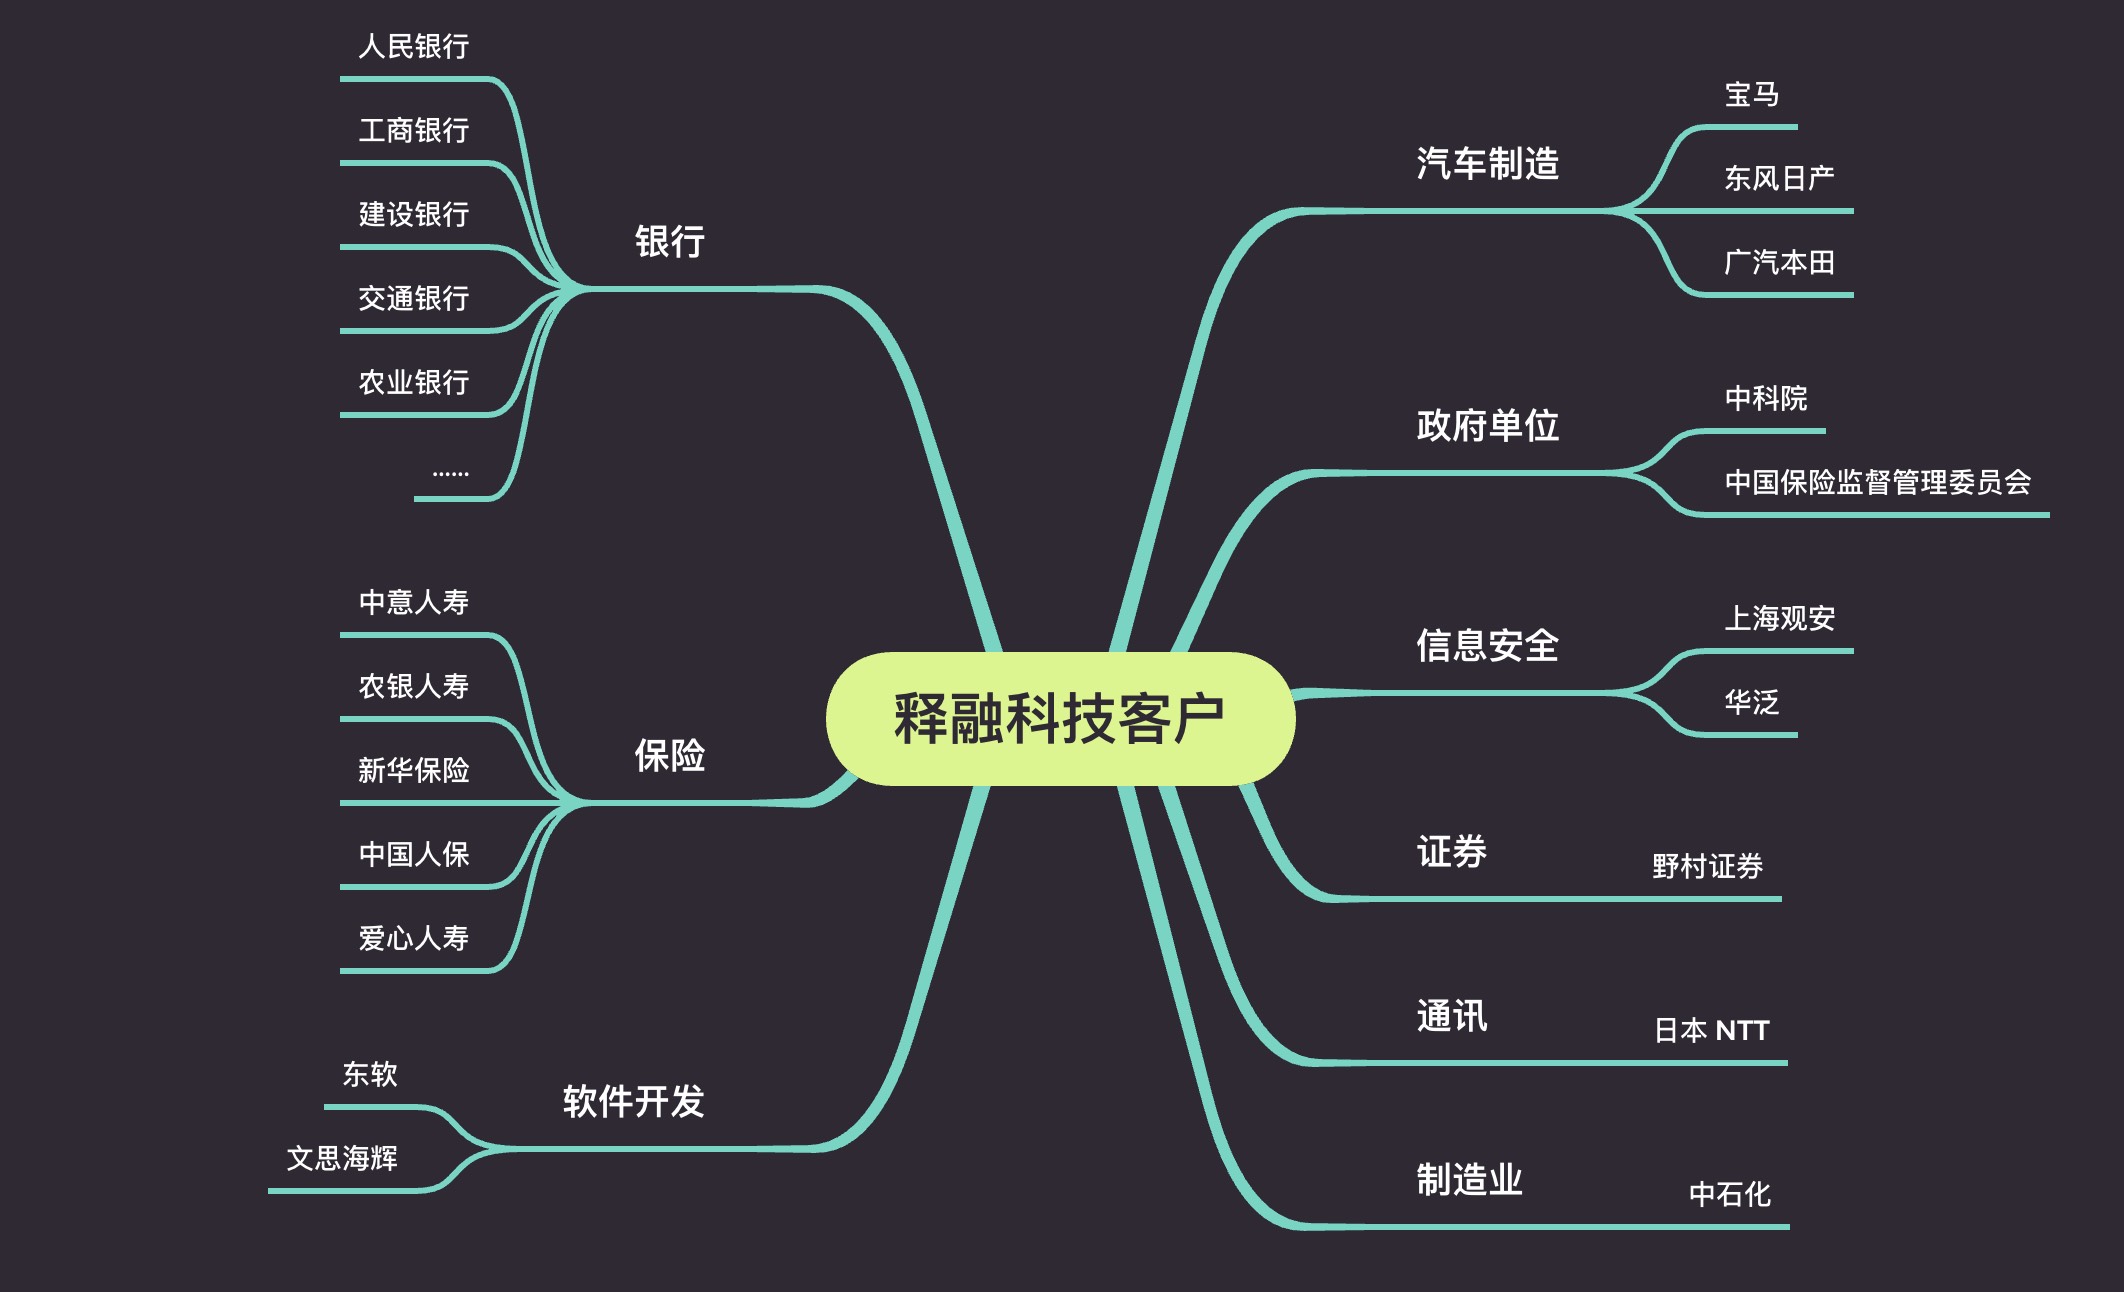 释融科技客户
汽车制造
宝马
东风日产
广汽本田
政府单位
中科院
中国保险监督管理委员会
信息安全
上海观安
华泛
证券
野村证券
通讯
日本 NTT
制造业
中石化
银行
人民银行
工商银行
建设银行
交通银行
农业银行
……
保险
中意人寿
农银人寿
新华保险
中国人保
爱心人寿
软件开发
东软
文思海辉